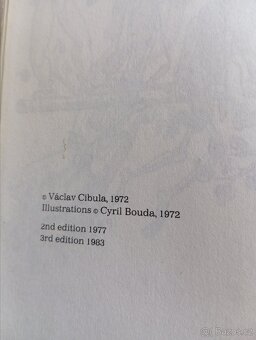 © Václav Cibula, 1972
Illustrations © Cyril Bouda, 1972
2nd edition 1977
3rd edition 1983